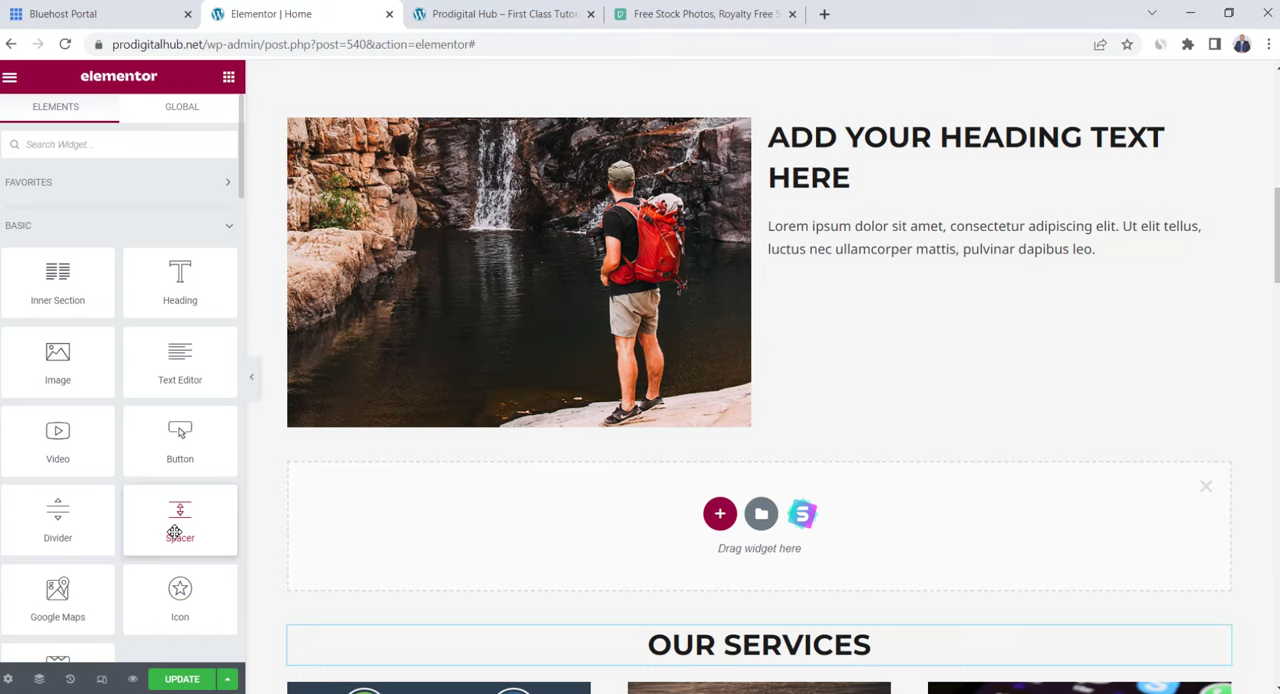 Bluehost Portal
Elementor | Home
Prodigital Hub – First Class Tutor
Free Stock Photos, Royalty Free S
prodigitalhub.net/wp-admin/post.php?post=540&action=elementor#
elementor
ELEMENTS
GLOBAL
Search Widget...
FAVORITES
BASIC
Inner Section
Heading
Image
Text Editor
Video
Button
Divider
Spacer
Google Maps
Icon
UPDATE
ADD YOUR HEADING TEXT
HERE
Lorem ipsum dolor sit amet, consectetur adipiscing elit. Ut elit tellus,
luctus nec ullamcorper mattis, pulvinar dapibus leo.
Drag widget here
OUR SERVICES